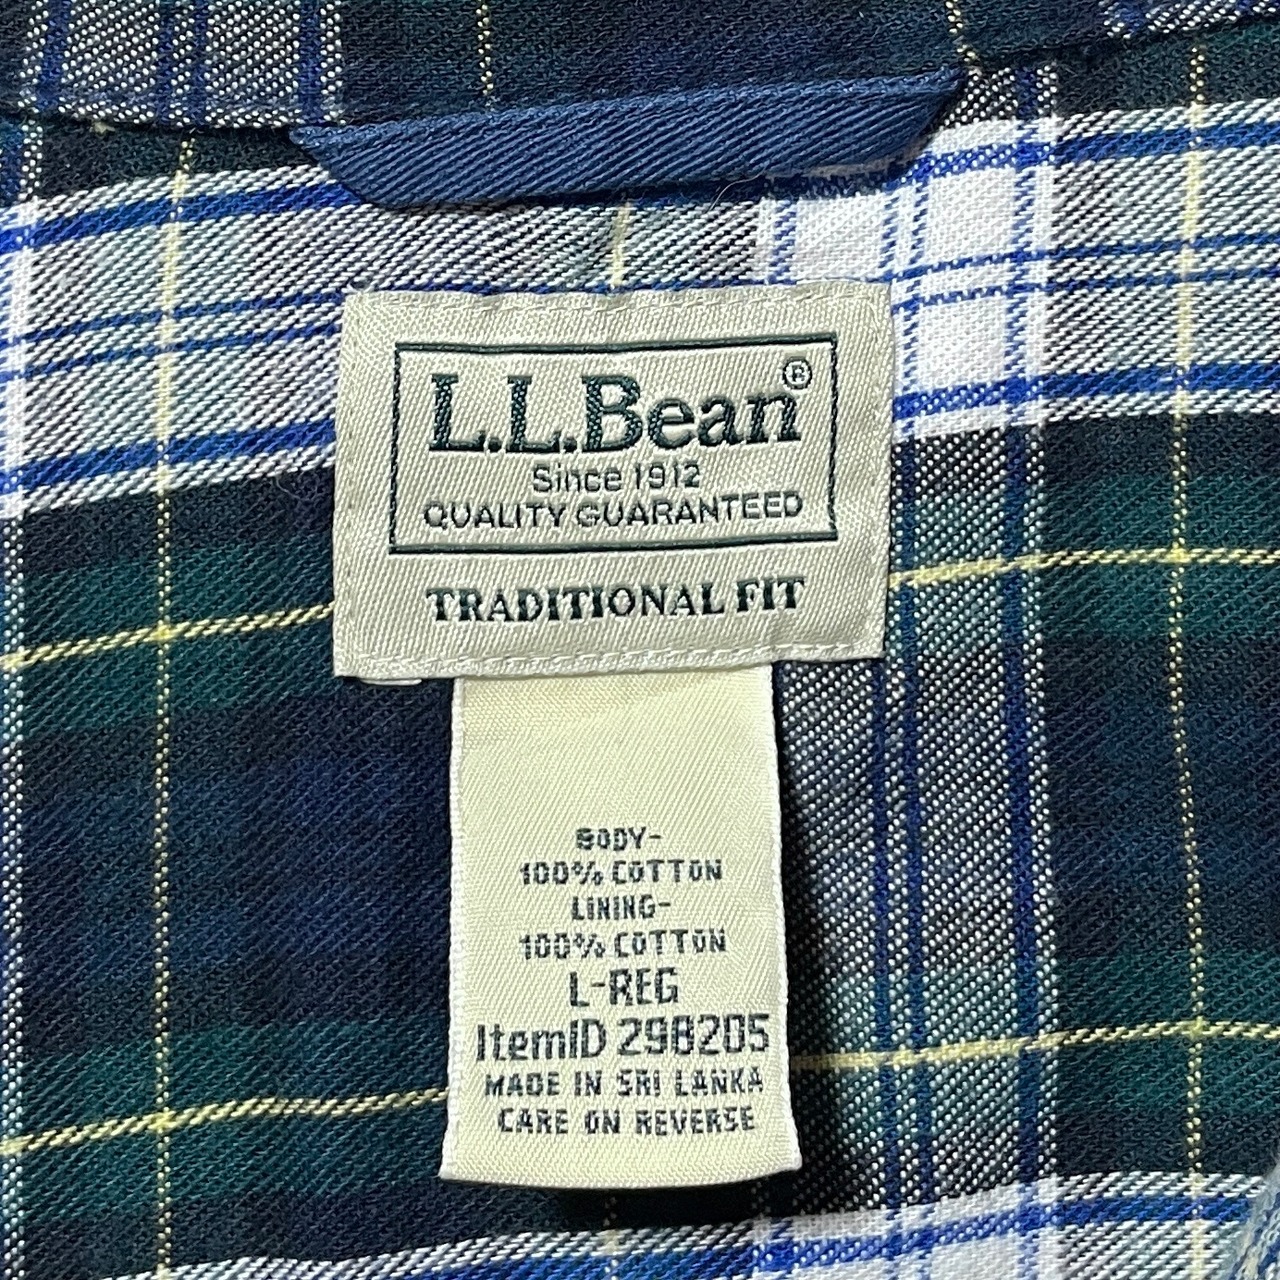 L.L.Bean®
Since 1912
QUALITY GUARANTEED
TRADITIONAL FIT
BODY-
100% COTTON
LINING-
100% COTTON
L-REG
ItemID 298205
MADE IN SRI LANKA
CARE ON REVERSE